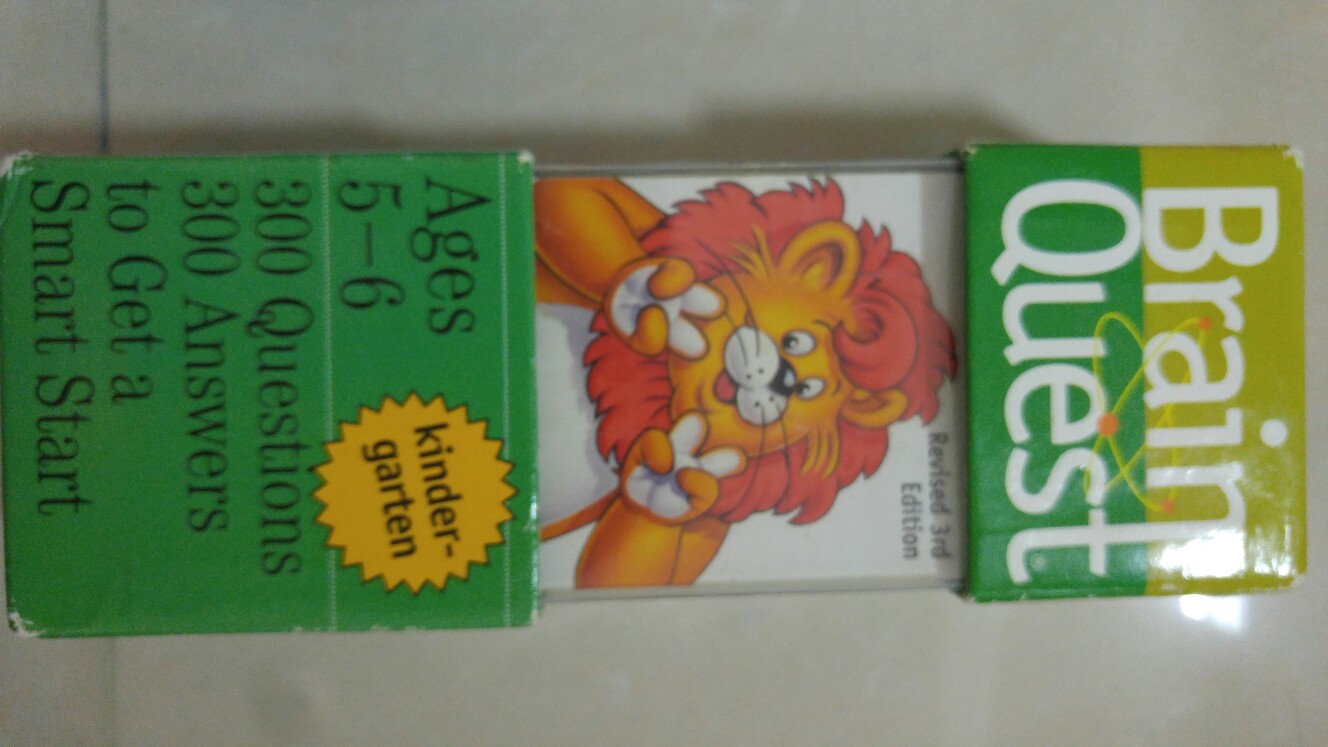 Brain
Quest®
Revised 3rd
Edition
Ages
5–6
kinder-
garten
300 Questions
300 Answers
to Get a
Smart Start